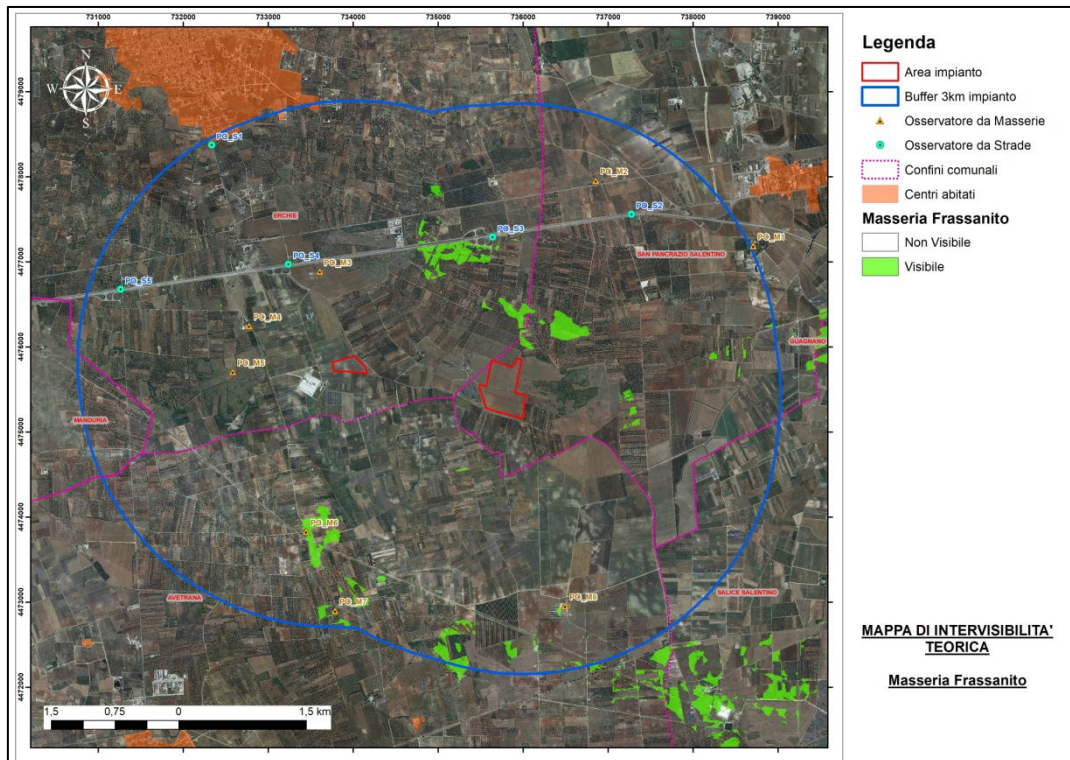 731000 732000 733000 734000 735000 736000 737000 738000 739000
4479000
4478000
4477000
4476000
4475000
4474000
4473000
4472000
N
W E
S
PO_S1
PO_M2
PO_S2
ERCHIE
PO_S3
PO_M1
SAN PANCRAZIO SALENTINO
PO_S4
PO_M3
PO_S5
PO_M4
GUAGNANO
PO_M5
MANDURIA
PO_M6
AVETRANA
PO_M7
PO_M8
SALICE SALENTINO
1,5 0,75 0 1,5 km
Legenda
Area impianto
Buffer 3km impianto
Osservatore da Masserie
Osservatore da Strade
Confini comunali
Centri abitati
Masseria Frassanito
Non Visibile
Visibile
MAPPA DI INTERVISIBILITA'
TEORICA
Masseria Frassanito